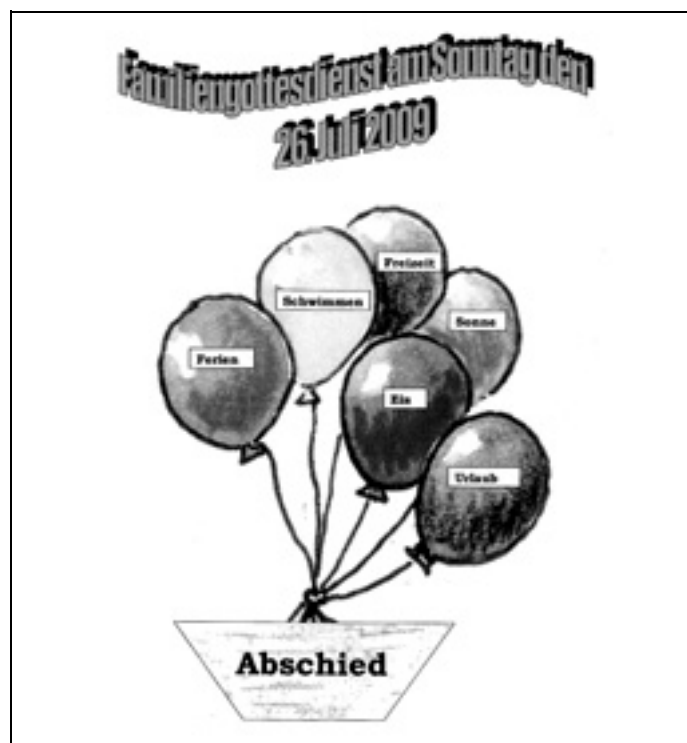 Familiengottesdienst am Sonntag den
26. Juli 2009
Freizeit
Schwimmen
Sonne
Ferien
Eis
Urlaub
Abschied